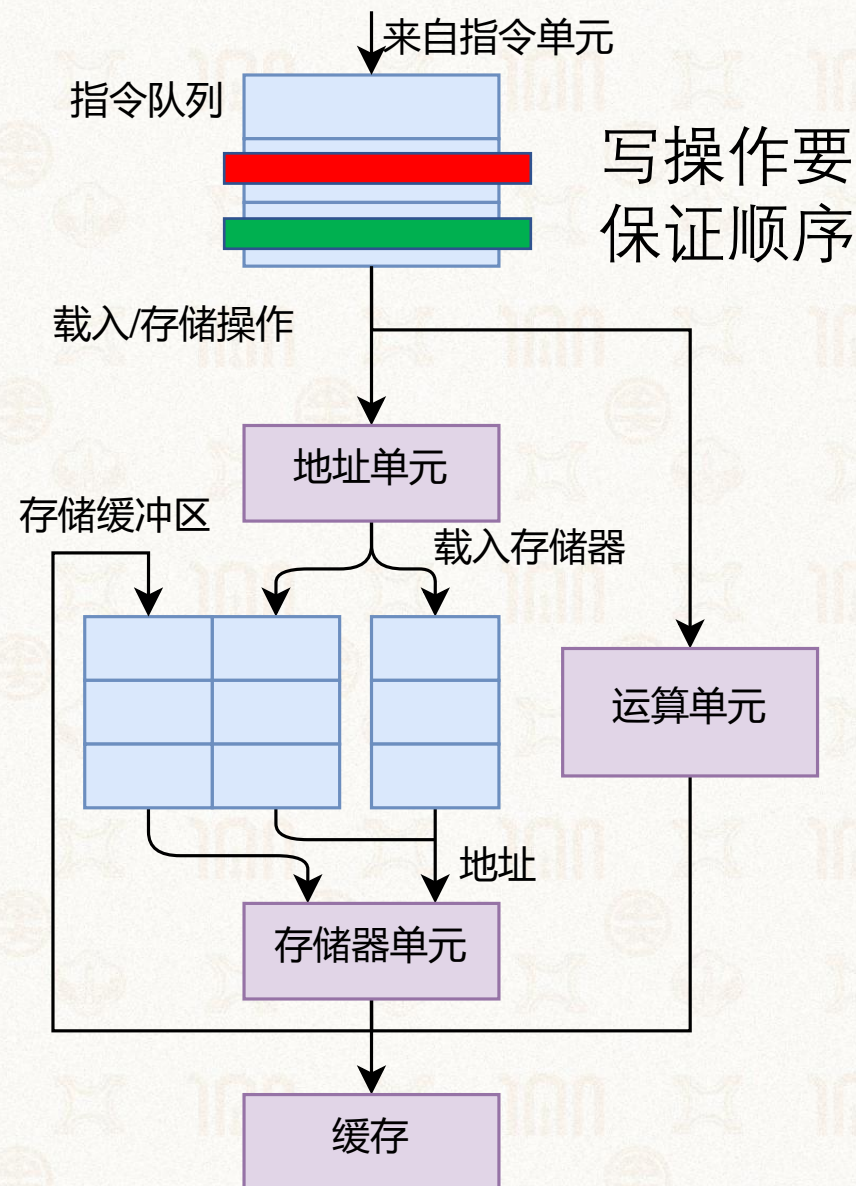 来自指令单元
指令队列
写操作要
保证顺序
载入/存储操作
地址单元
存储缓冲区
载入存储器
运算单元
地址
存储器单元
缓存